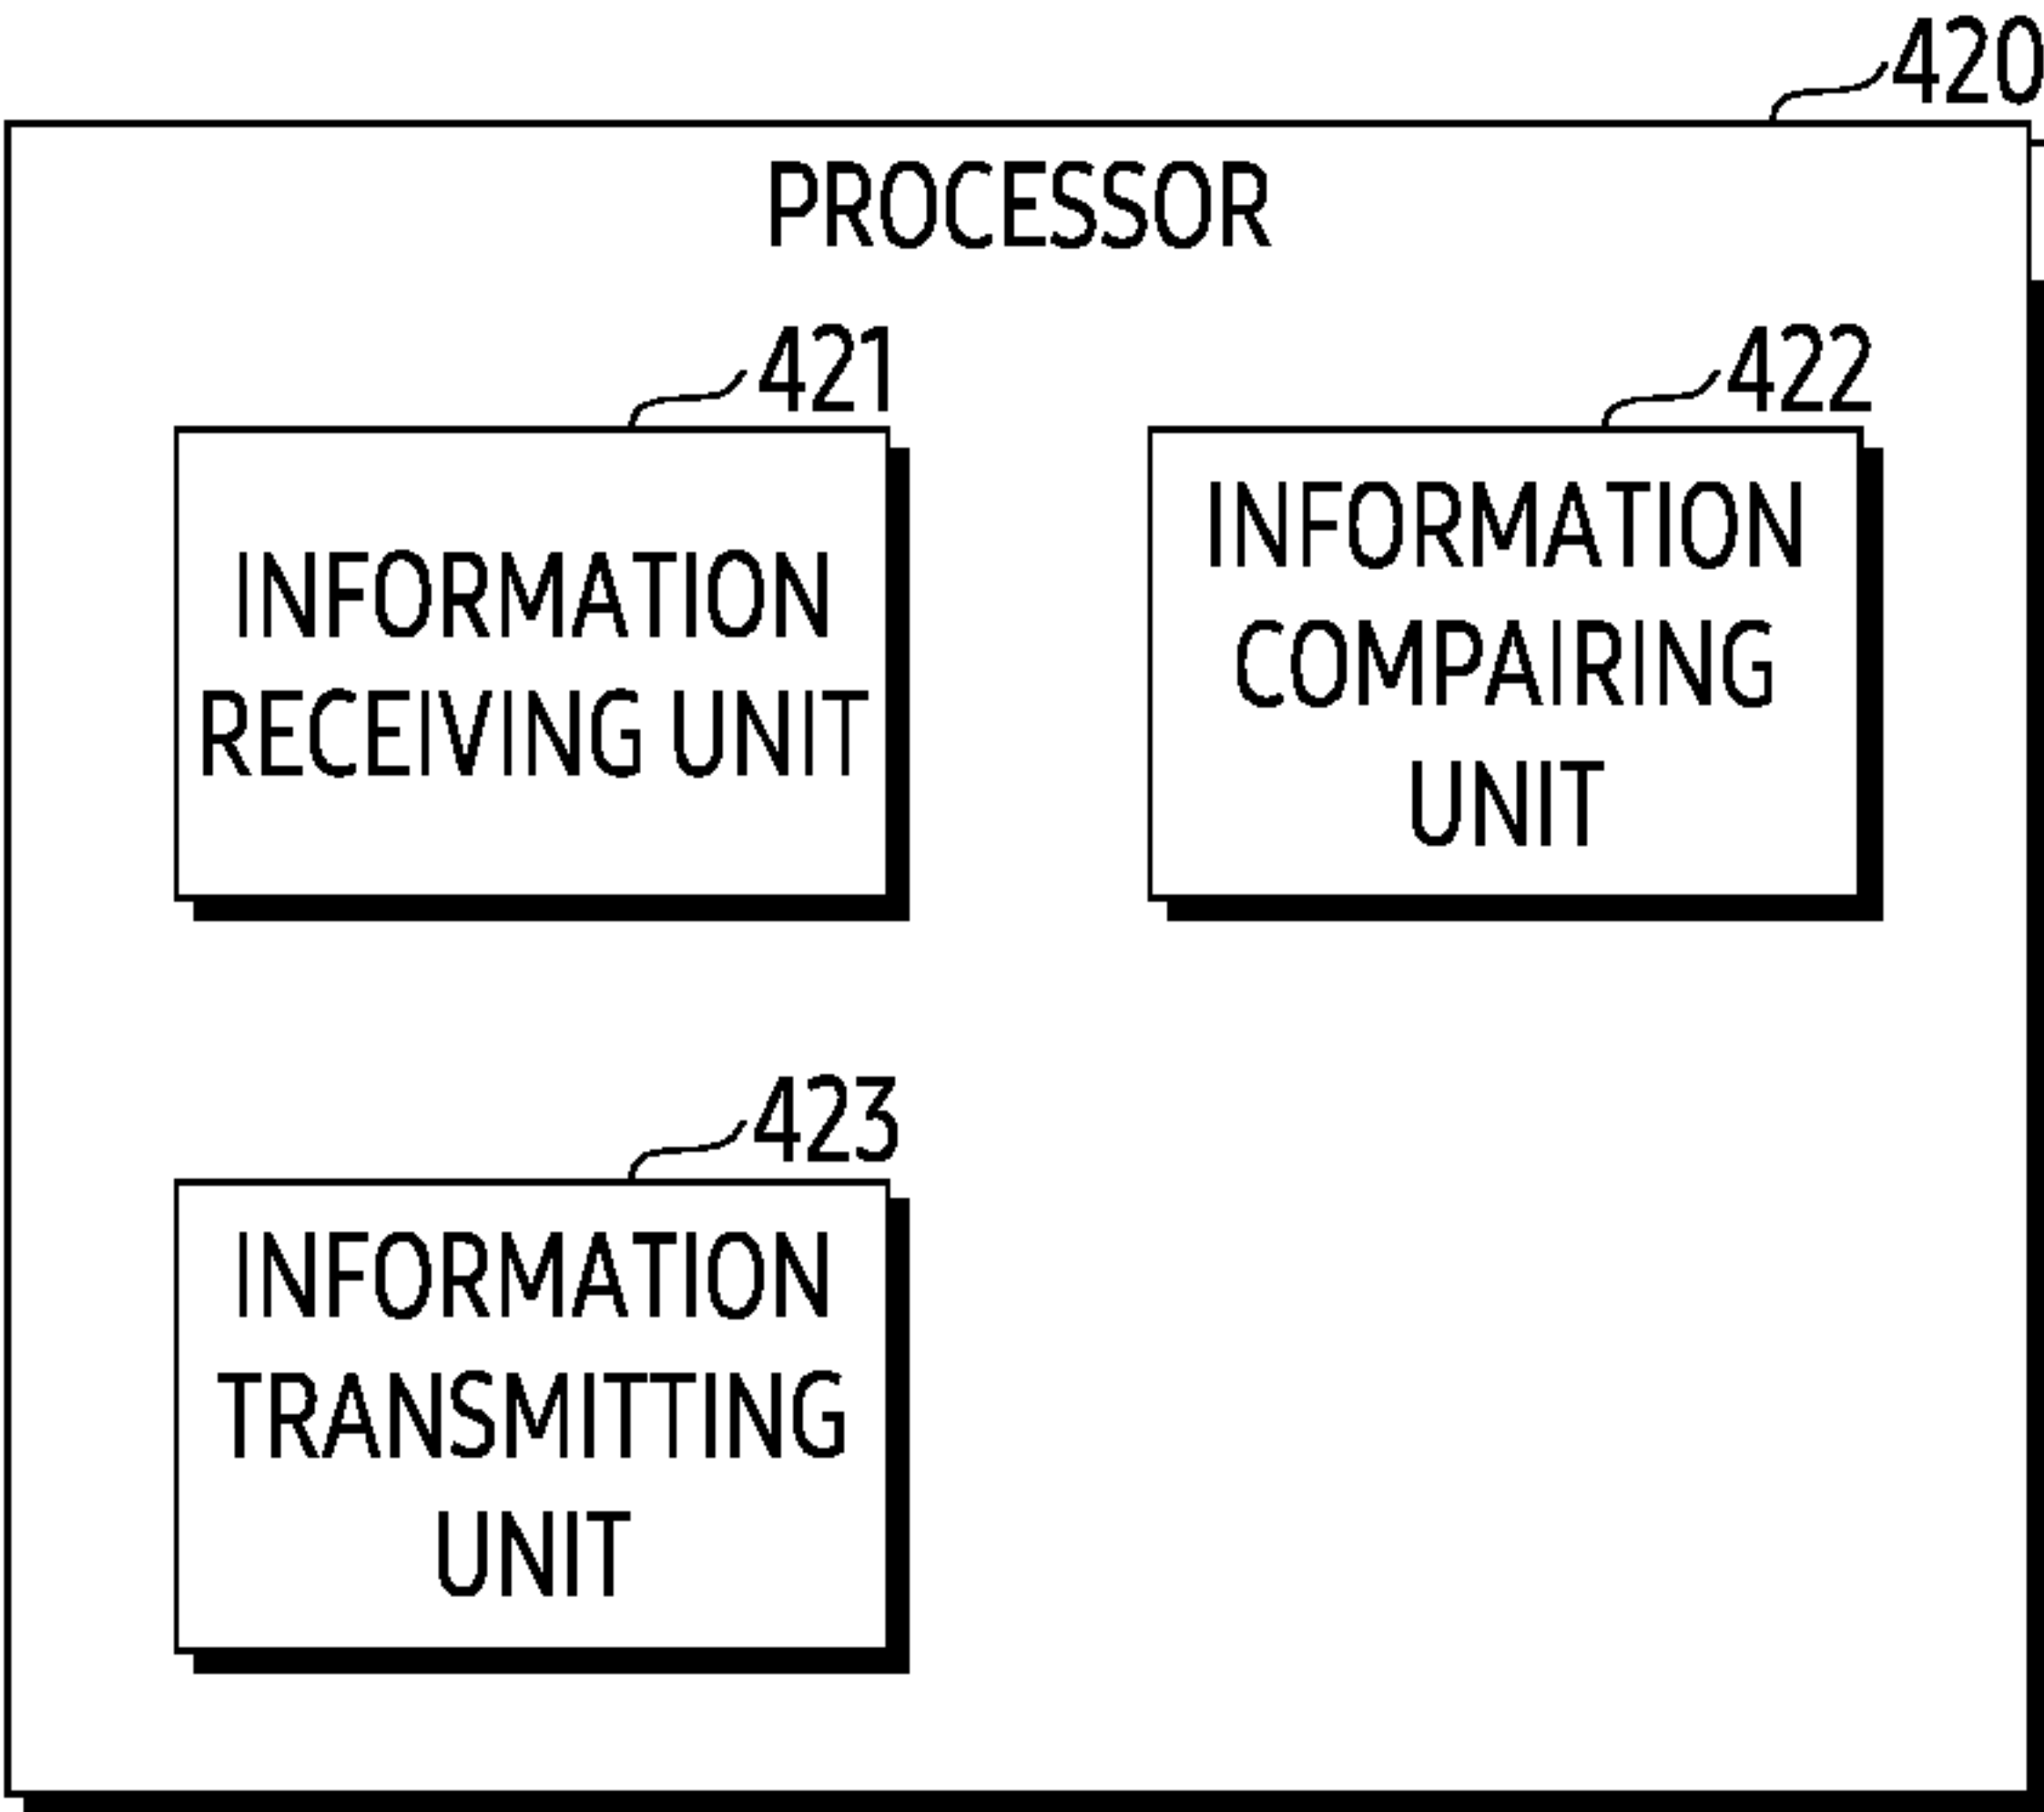 420
PROCESSOR
421
INFORMATION
RECEIVING UNIT
422
INFORMATION
COMPAIRING
UNIT
423
INFORMATION
TRANSMITTING
UNIT